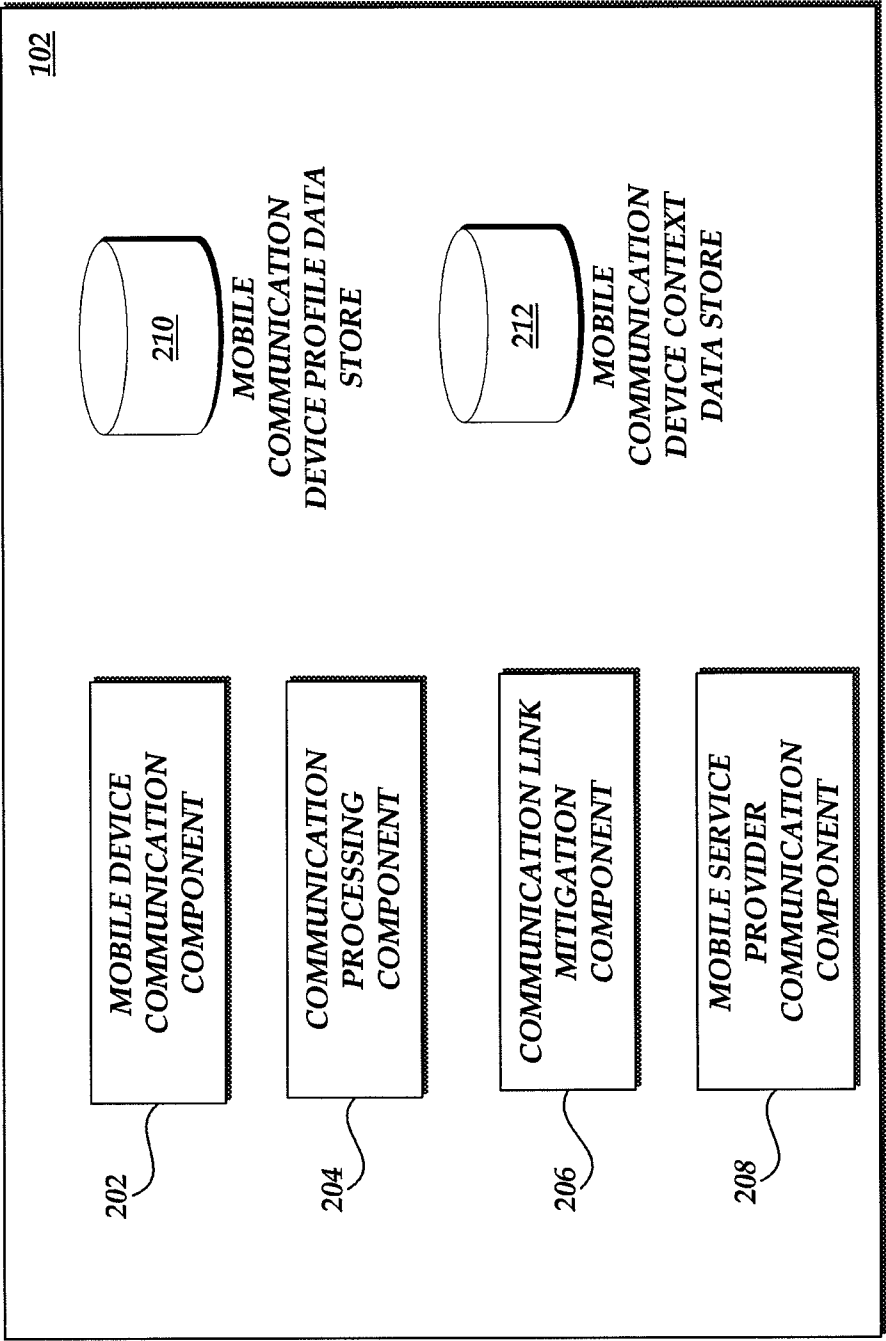 102
202
MOBILE DEVICE
COMMUNICATION
COMPONENT
204
COMMUNICATION
PROCESSING
COMPONENT
206
COMMUNICATION LINK
MITIGATION
COMPONENT
208
MOBILE SERVICE
PROVIDER
COMMUNICATION
COMPONENT
210
MOBILE
COMMUNICATION
DEVICE PROFILE DATA
STORE
212
MOBILE
COMMUNICATION
DEVICE CONTEXT
DATA STORE